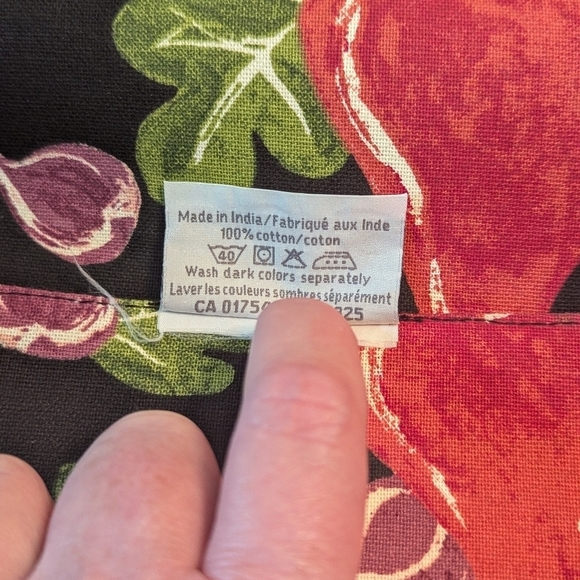 Made in India/Fabriqué aux Inde
100% cotton/coton
40
Wash dark colors separately
Laver les couleurs sombres séparément
CA